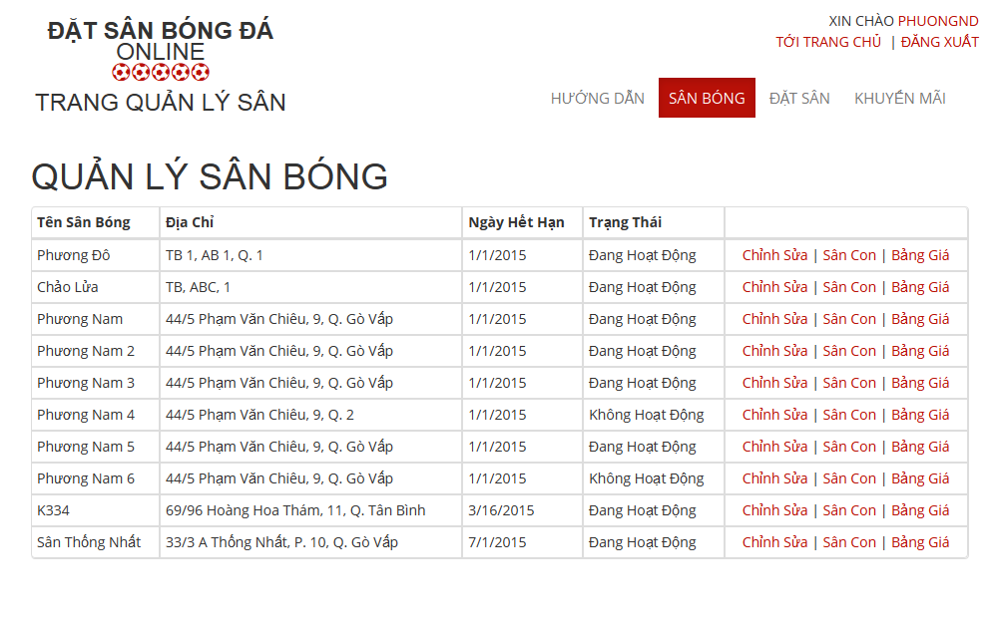 ĐẶT SÂN BÓNG ĐÁ
ONLINE
TRANG QUẢN LÝ SÂN
XIN CHÀO PHUONGND
TỚI TRANG CHỦ | ĐĂNG XUẤT
HƯỚNG DẪN SÂN BÓNG ĐẶT SÂN KHUYẾN MÃI
QUẢN LÝ SÂN BÓNG
Tên Sân Bóng Địa Chỉ Ngày Hết Hạn Trạng Thái
Phương Đô TB 1, AB 1, Q. 1 1/1/2015 Đang Hoạt Động Chỉnh Sửa | Sân Con | Bảng Giá
Chảo Lửa TB, ABC, 1 1/1/2015 Đang Hoạt Động Chỉnh Sửa | Sân Con | Bảng Giá
Phương Nam 44/5 Phạm Văn Chiêu, 9, Q. Gò Vấp 1/1/2015 Đang Hoạt Động Chỉnh Sửa | Sân Con | Bảng Giá
Phương Nam 2 44/5 Phạm Văn Chiêu, 9, Q. Gò Vấp 1/1/2015 Đang Hoạt Động Chỉnh Sửa | Sân Con | Bảng Giá
Phương Nam 3 44/5 Phạm Văn Chiêu, 9, Q. Gò Vấp 1/1/2015 Đang Hoạt Động Chỉnh Sửa | Sân Con | Bảng Giá
Phương Nam 4 44/5 Phạm Văn Chiêu, 9, Q. 2 1/1/2015 Không Hoạt Động Chỉnh Sửa | Sân Con | Bảng Giá
Phương Nam 5 44/5 Phạm Văn Chiêu, 9, Q. Gò Vấp 1/1/2015 Đang Hoạt Động Chỉnh Sửa | Sân Con | Bảng Giá
Phương Nam 6 44/5 Phạm Văn Chiêu, 9, Q. Gò Vấp 1/1/2015 Không Hoạt Động Chỉnh Sửa | Sân Con | Bảng Giá
K334 69/96 Hoàng Hoa Thám, 11, Q. Tân Bình 3/16/2015 Đang Hoạt Động Chỉnh Sửa | Sân Con | Bảng Giá
Sân Thống Nhất 33/3 A Thống Nhất, P. 10, Q. Gò Vấp 7/1/2015 Đang Hoạt Động Chỉnh Sửa | Sân Con | Bảng Giá